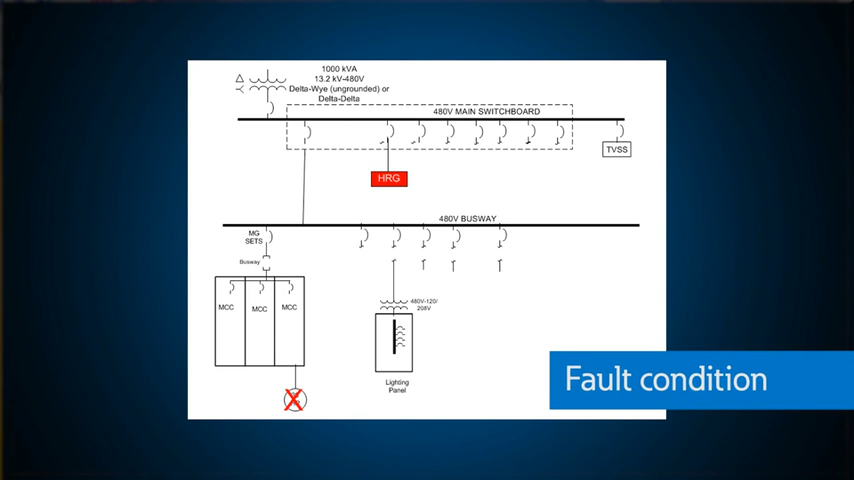 1000 kVA
13.2 kV-480V
Delta-Wye (ungrounded) or
Delta-Delta
480V MAIN SWITCHBOARD
TVSS
HRG
480V BUSWAY
MG
SETS
Busway
MCC
MCC
MCC
480V-120/
208V
Lighting
Panel
Fault condition